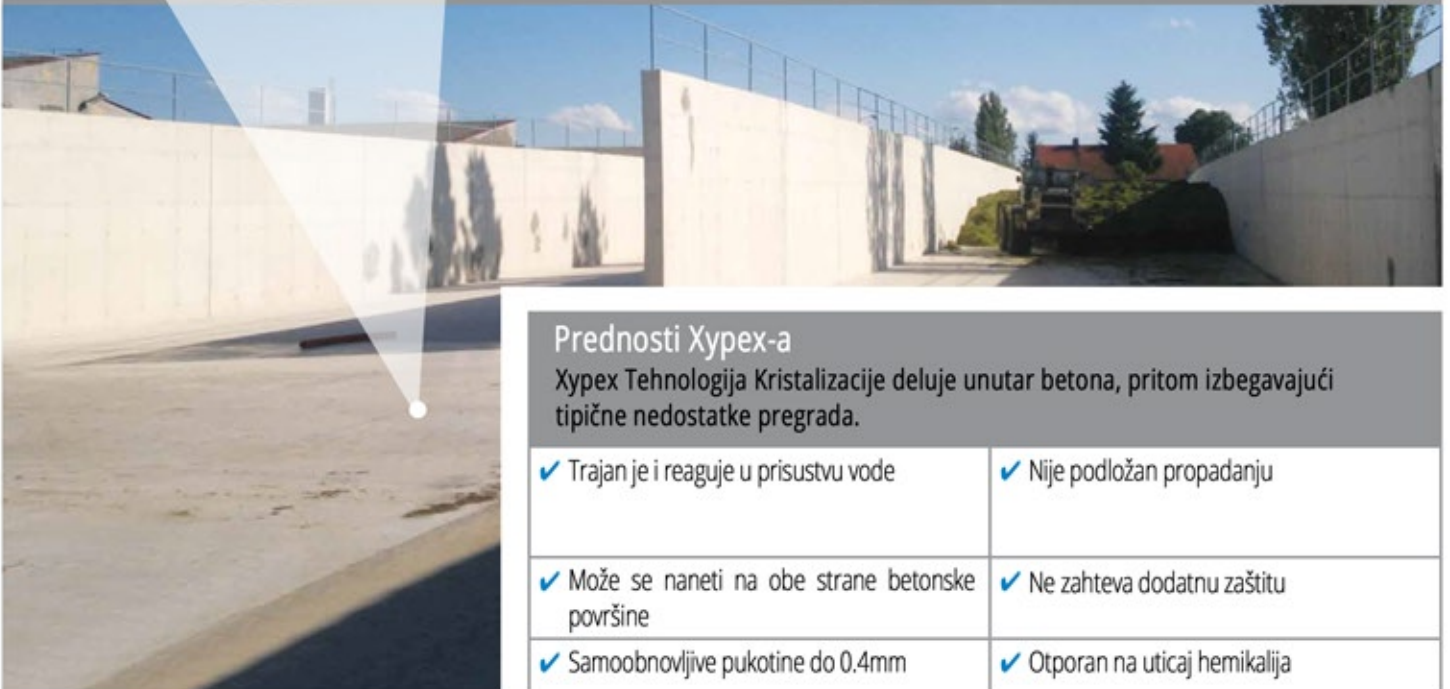 Prednosti Xypex-a
Xypex Tehnologija Kristalizacije deluje unutar betona, pritom izbegavajući
tipične nedostatke pregrada.
✔ Trajan je i reaguje u prisustvu vode
✔ Nije podložan propadanju
✔ Može se naneti na obe strane betonske
površine
✔ Ne zahteva dodatnu zaštitu
✔ Samoobnovljive pukotine do 0.4mm
✔ Otporan na uticaj hemikalija